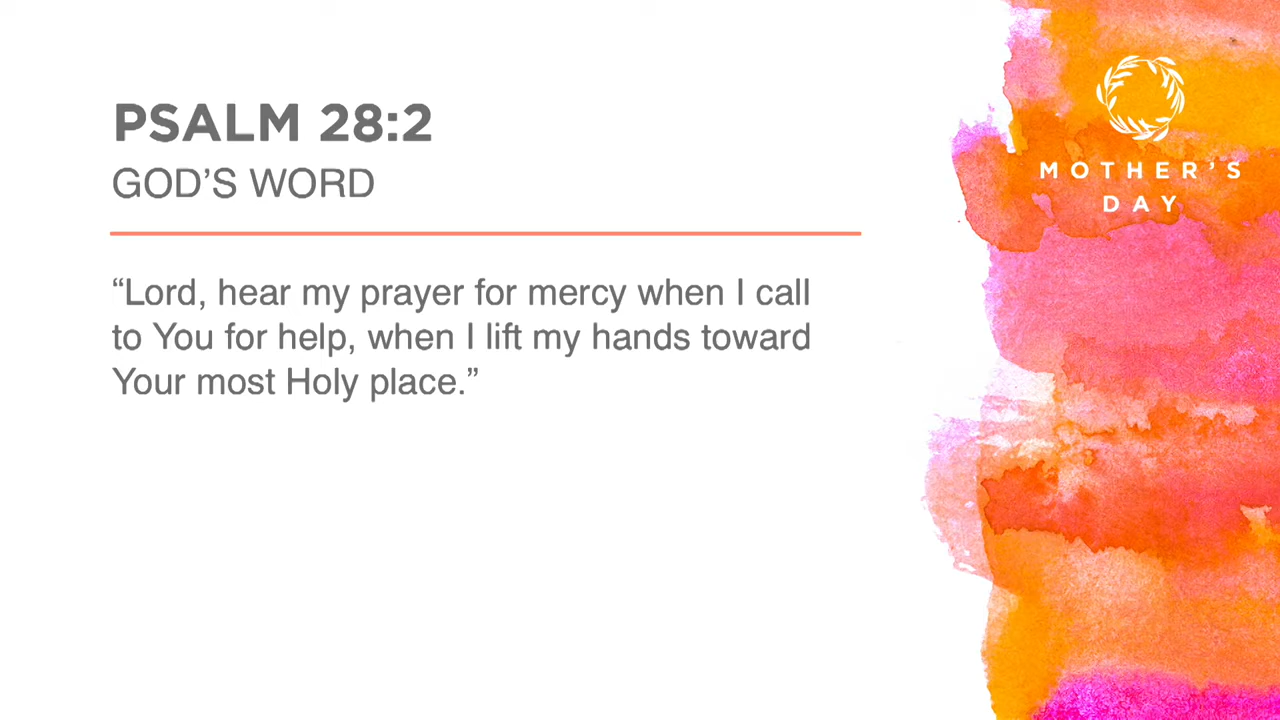 PSALM 28:2
GOD’S WORD
“Lord, hear my prayer for mercy when I call
to You for help, when I lift my hands toward
Your most Holy place.”
MOTHER’S
DAY